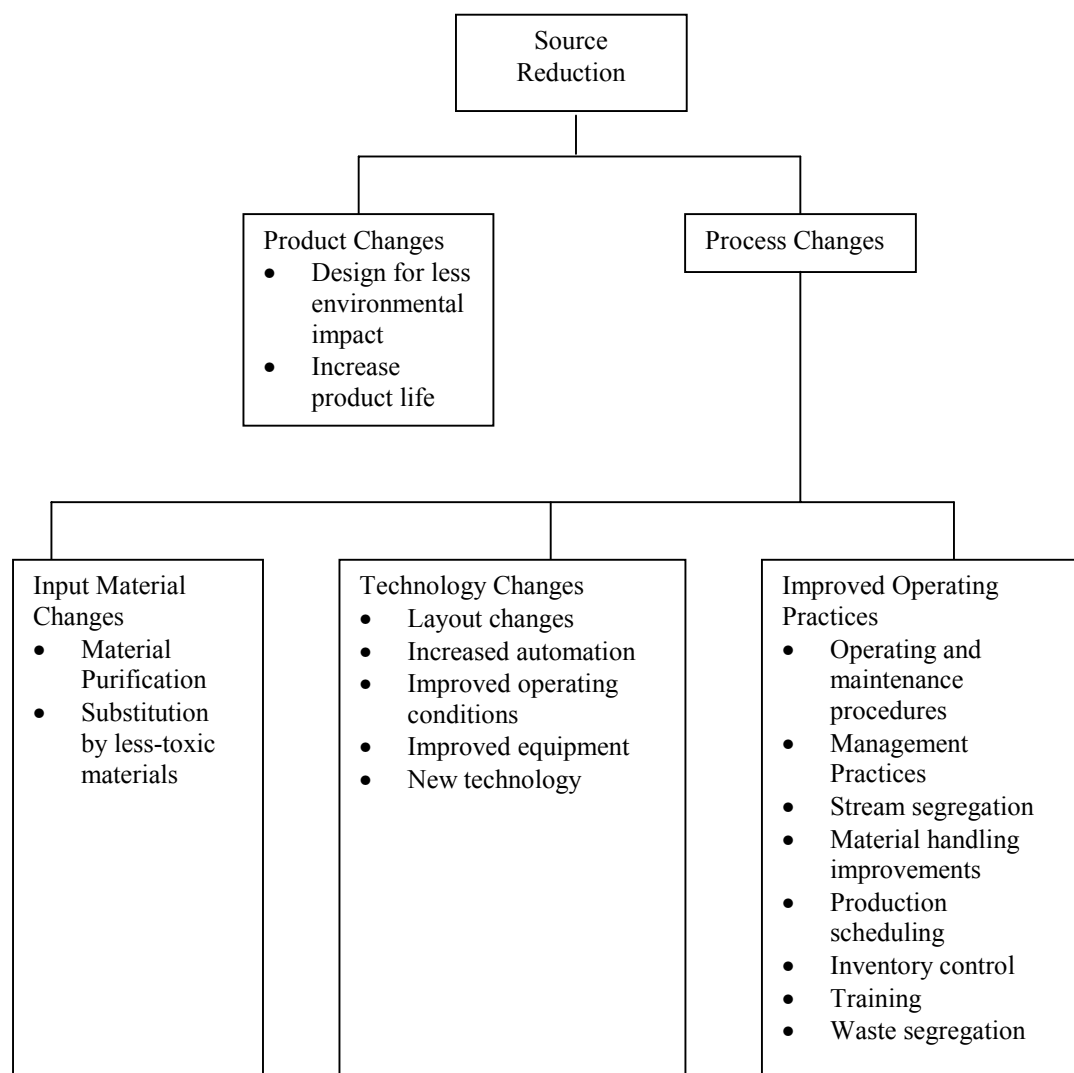 Source
Reduction
Product Changes
• Design for less
environmental
impact
• Increase
product life
Process Changes
Input Material
Changes
• Material
Purification
• Substitution
by less-toxic
materials
Technology Changes
• Layout changes
• Increased automation
• Improved operating
conditions
• Improved equipment
• New technology
Improved Operating
Practices
• Operating and
maintenance
procedures
• Management
Practices
• Stream segregation
• Material handling
improvements
• Production
scheduling
• Inventory control
• Training
• Waste segregation